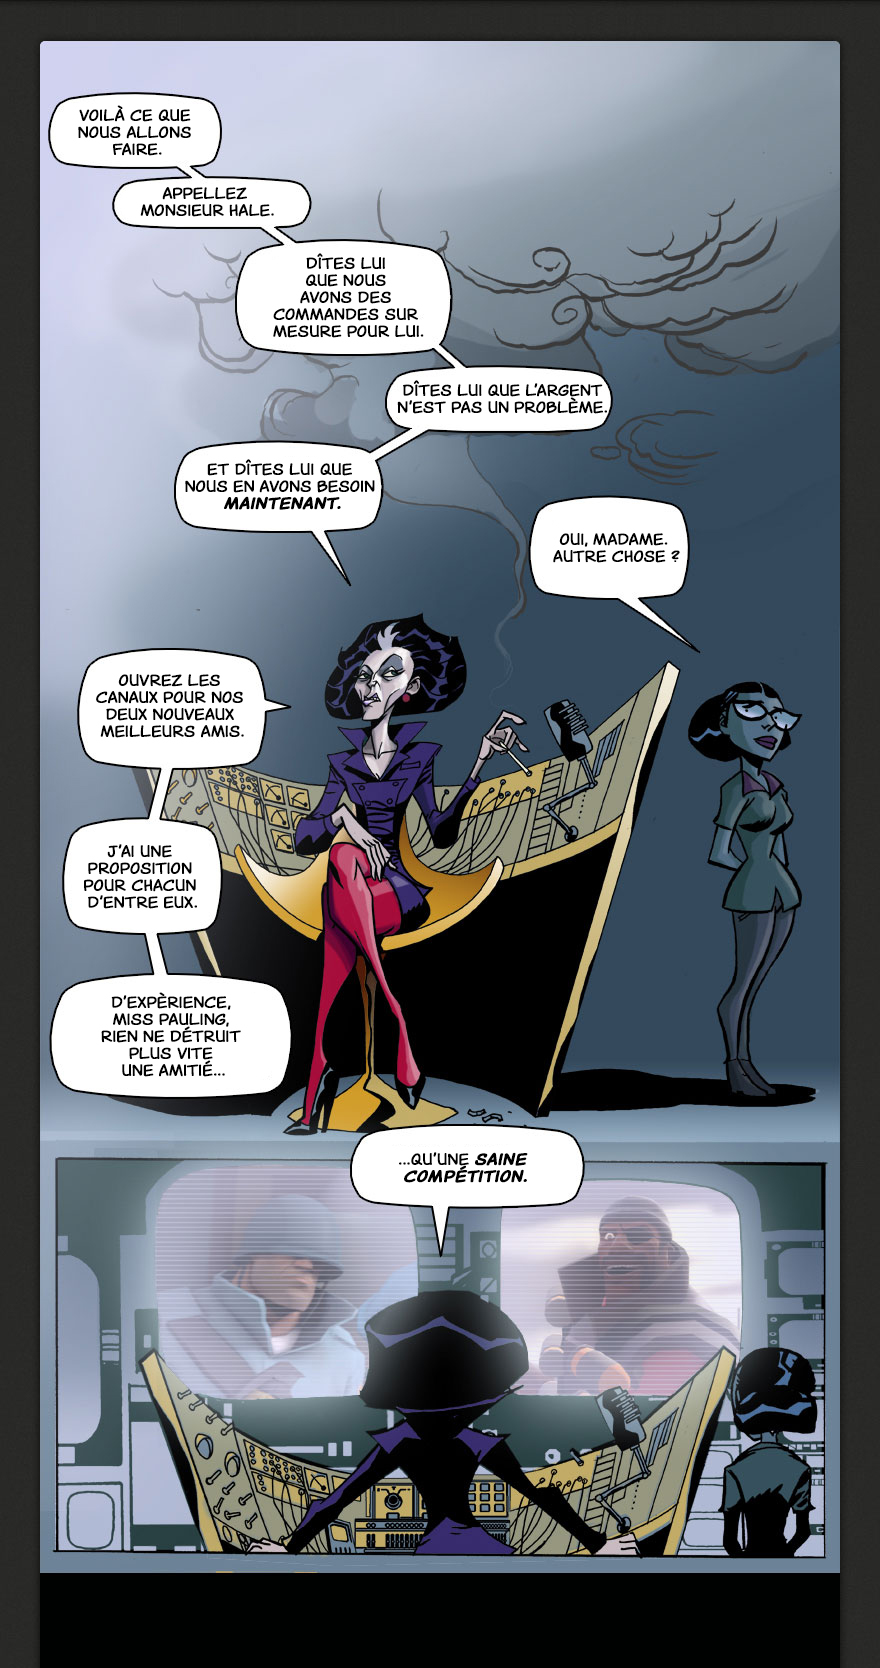 VOILÀ CE QUE
NOUS ALLONS
FAIRE.
APPELLEZ
MONSIEUR HALE.
DÎTES LUI
QUE NOUS
AVONS DES
COMMANDES SUR
MESURE POUR LUI.
DÎTES LUI QUE L'ARGENT
N'EST PAS UN PROBLÈME.
ET DÎTES LUI QUE
NOUS EN AVONS BESOIN
MAINTENANT.
OUI, MADAME.
AUTRE CHOSE ?
OUVREZ LES
CANAUX POUR NOS
DEUX NOUVEAUX
MEILLEURS AMIS.
J'AI UNE
PROPOSITION
POUR CHACUN
D'ENTRE EUX.
D'EXPÈRIENCE,
MISS PAULING,
RIEN NE DÉTRUIT
PLUS VITE
UNE AMITIÉ...
...QU'UNE SAINE
COMPÉTITION.